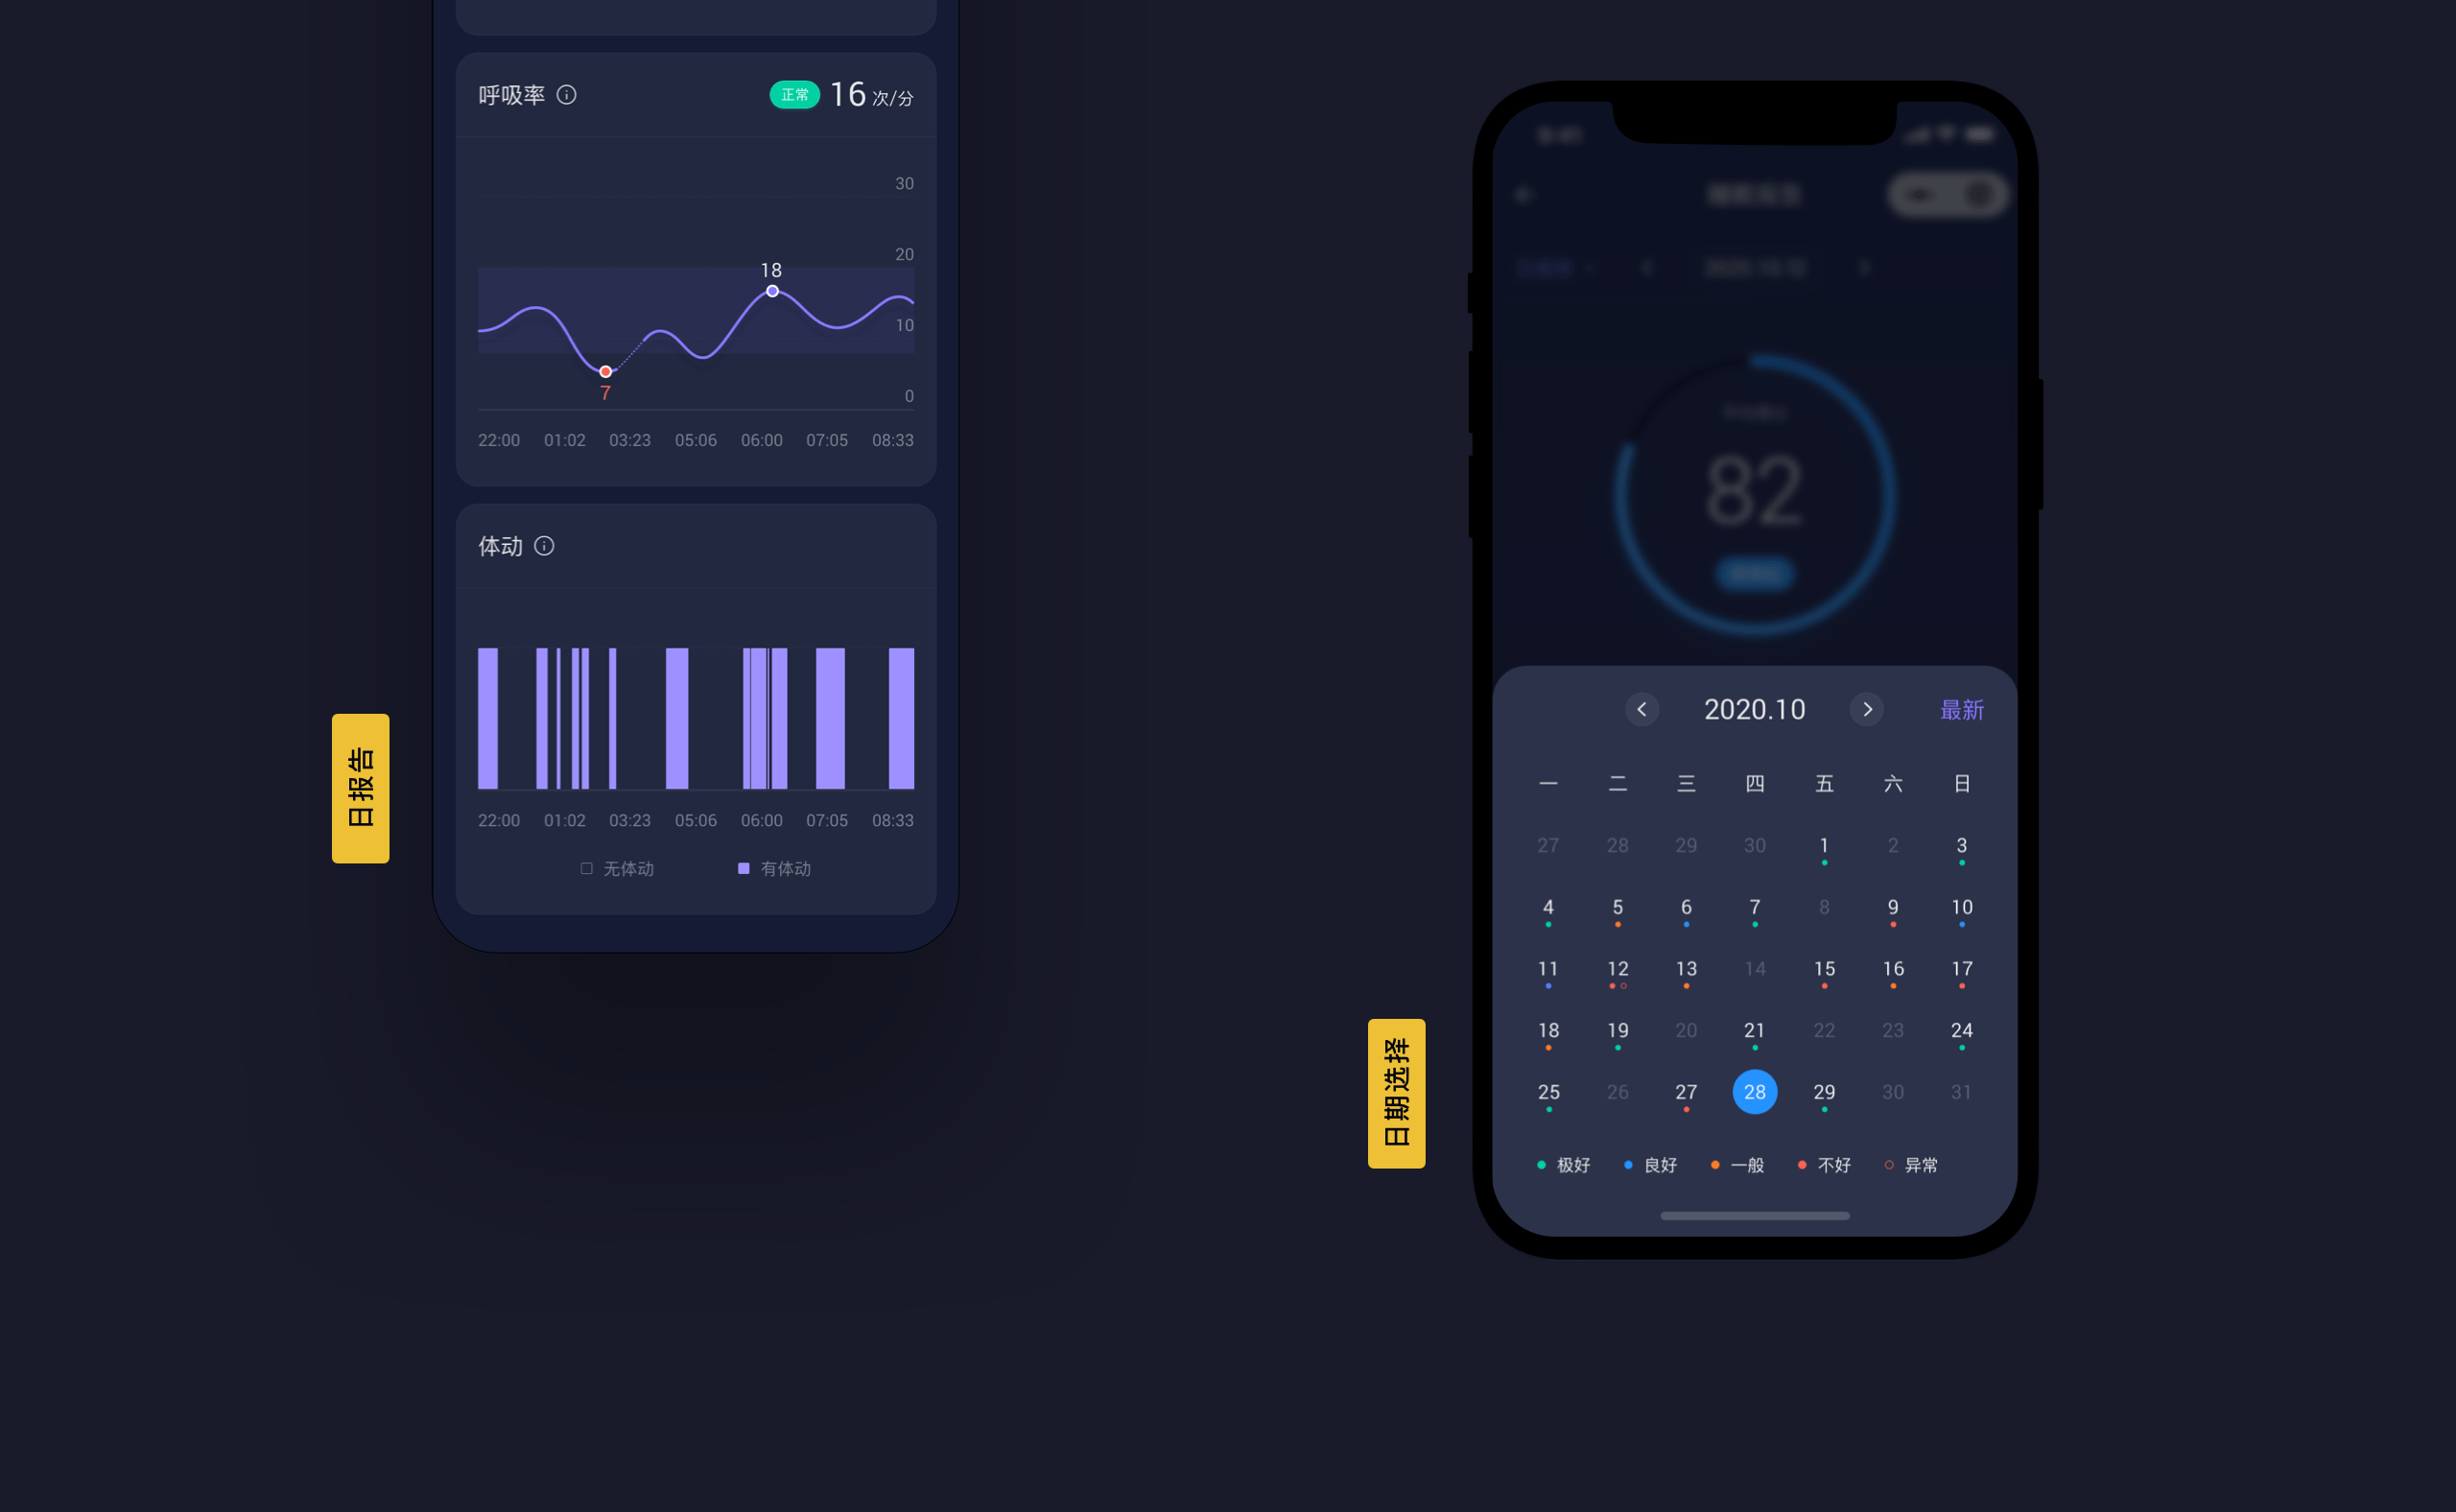 呼吸率
正常 16 次/分
30
20
18
10
7
0
22:00 01:02 03:23 05:06 06:00 07:05 08:33
体动
22:00 01:02 03:23 05:06 06:00 07:05 08:33
无体动 有体动
日报告
82
2020.10 最新
一 二 三 四 五 六 日
27 28 29 30 1 2 3
4 5 6 7 8 9 10
11 12 13 14 15 16 17
18 19 20 21 22 23 24
25 26 27 28 29 30 31
极好 良好 一般 不好 异常
日期选择